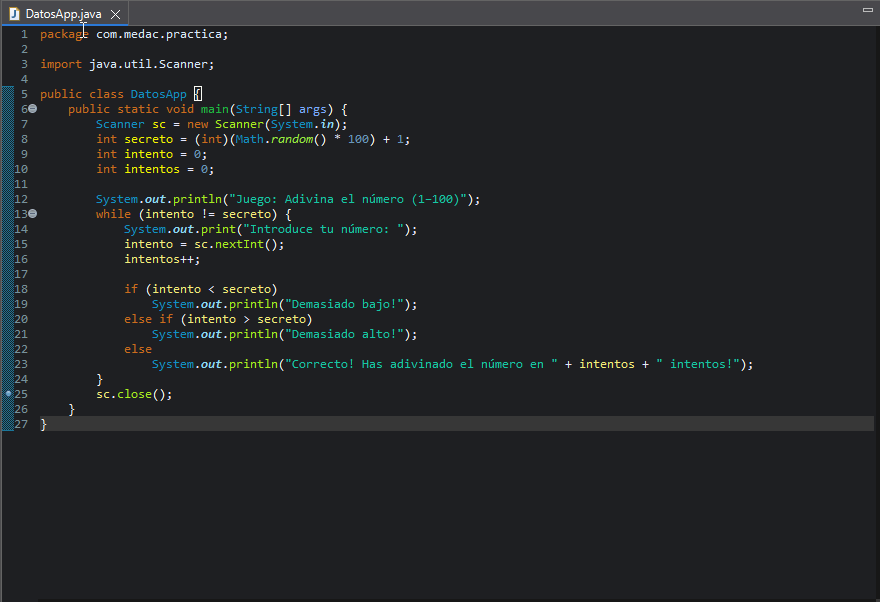 DatosApp.java
1 package com.medac.practica;
2
3 import java.util.Scanner;
4
5 public class DatosApp {
6 public static void main(String[] args) {
7 Scanner sc = new Scanner(System.in);
8 int secreto = (int)(Math.random() * 100) + 1;
9 int intento = 0;
10 int intentos = 0;
11
12 System.out.println("Juego: Adivina el número (1-100)");
13 while (intento != secreto) {
14 System.out.print("Introduce tu número: ");
15 intento = sc.nextInt();
16 intentos++;
17
18 if (intento < secreto)
19 System.out.println("Demasiado bajo!");
20 else if (intento > secreto)
21 System.out.println("Demasiado alto!");
22 else
23 System.out.println("Correcto! Has adivinado el número en " + intentos + " intentos!");
24 }
25 sc.close();
26 }
27 }